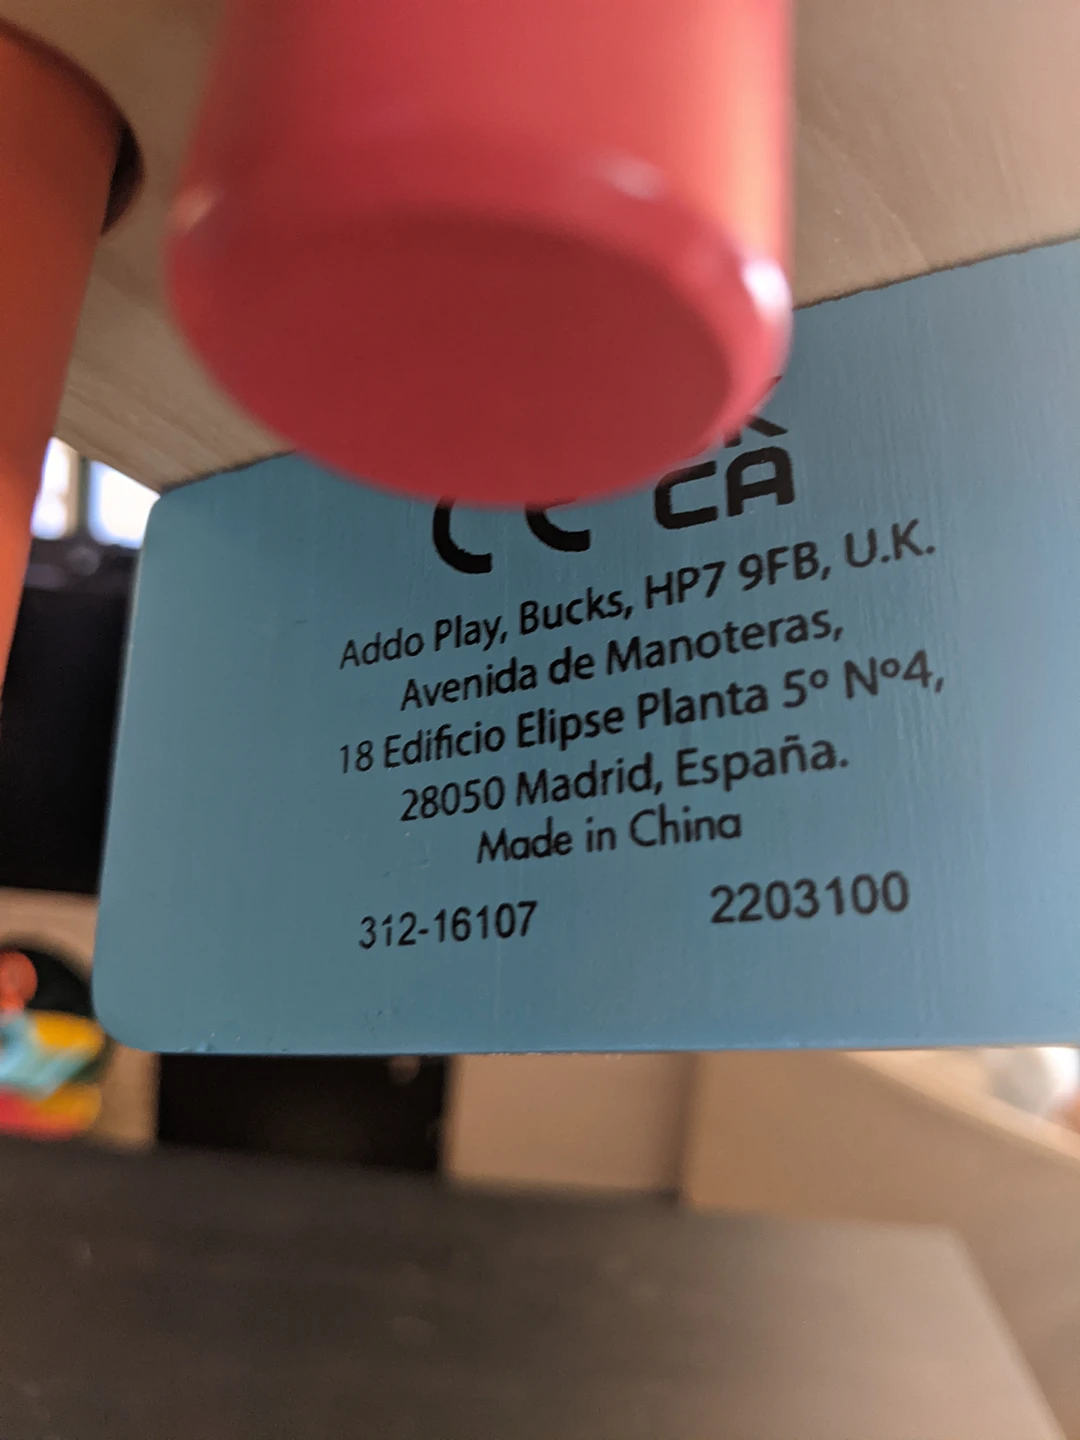 CE
CA
Addo Play, Bucks, HP7 9FB, U.K.
Avenida de Manoteras,
18 Edificio Elipse Planta 5º Nº4,
28050 Madrid, España.
Made in China
312-16107 2203100